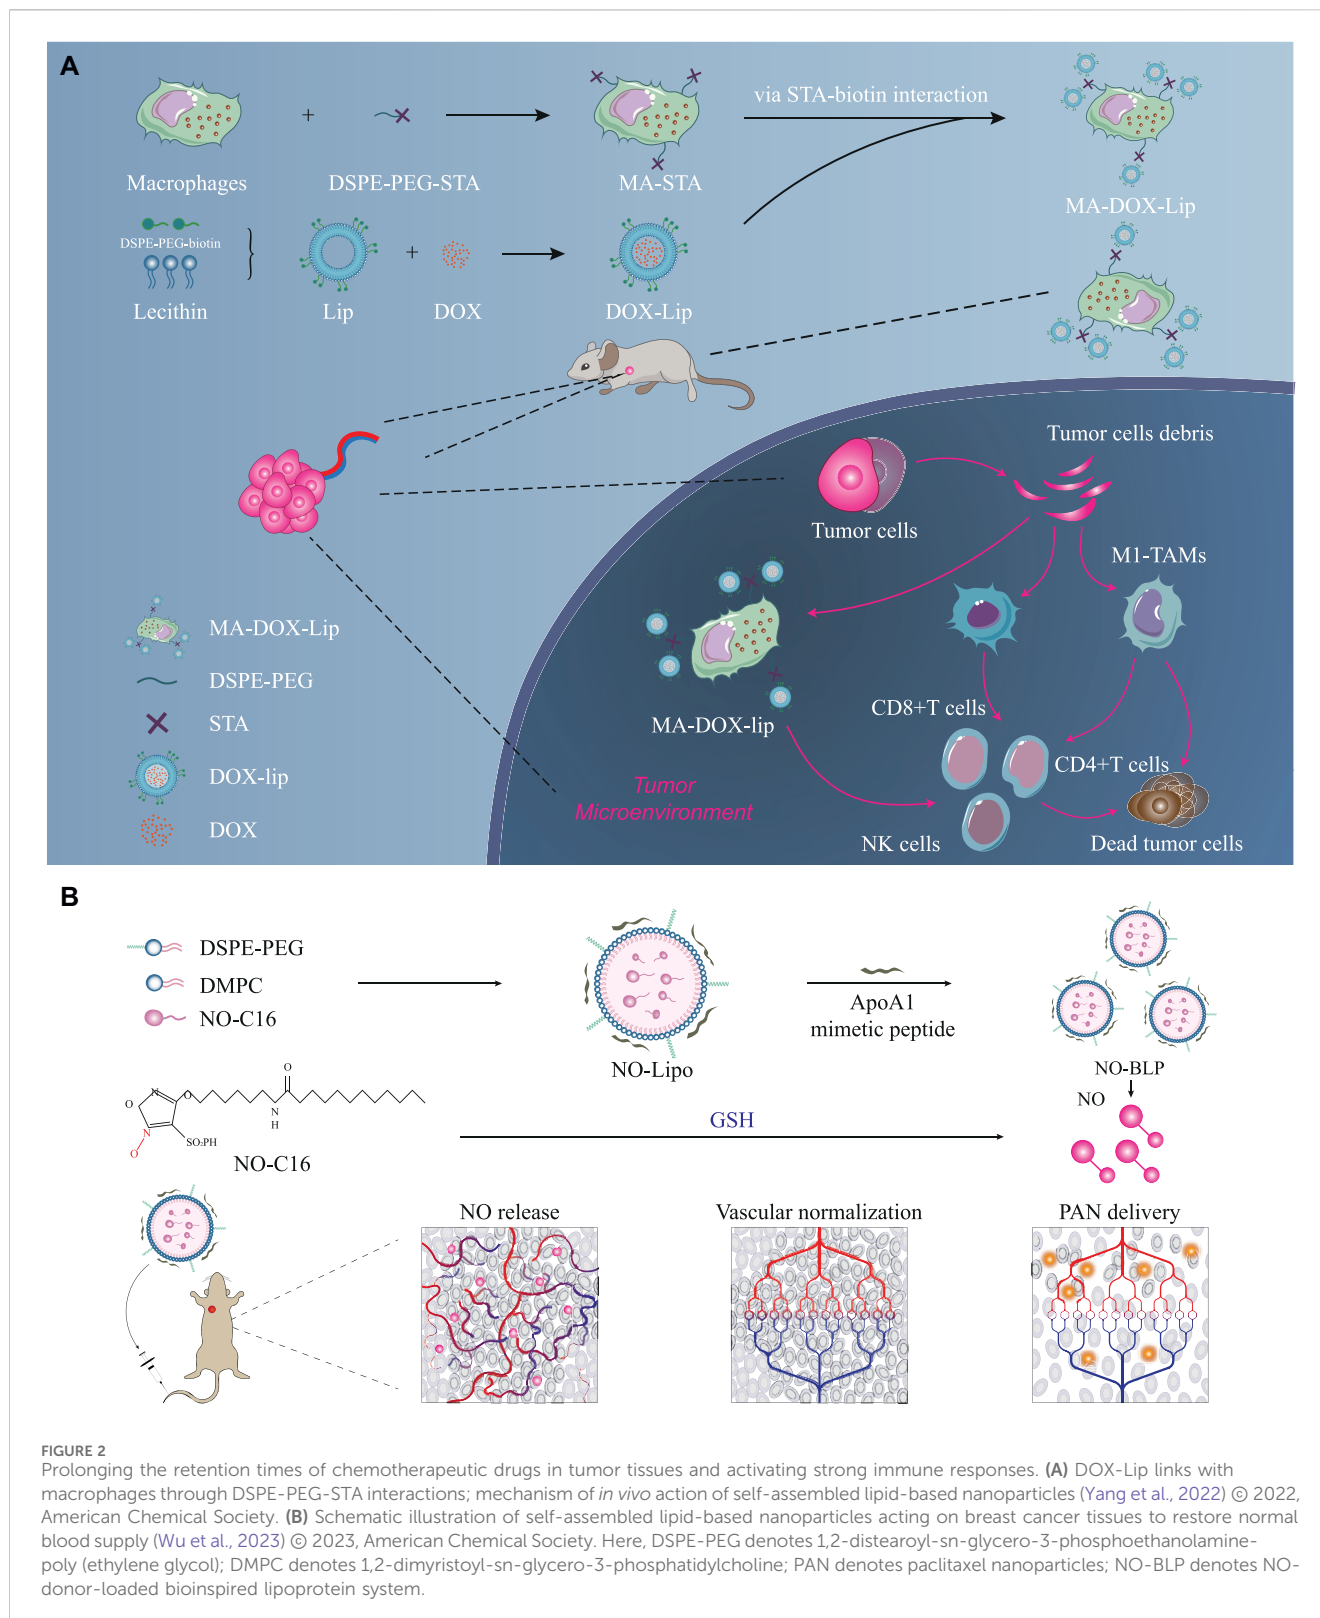 A
Macrophages
+
DSPE-PEG-STA
MA-STA
via STA-biotin interaction
MA-DOX-Lip
DSPE-PEG-biotin
Lecithin
Lip
+
DOX
DOX-Lip
Tumor cells debris
Tumor cells
M1-TAMs
MA-DOX-Lip
DSPE-PEG
STA
DOX-lip
DOX
MA-DOX-lip
CD8+T cells
CD4+T cells
NK cells
Dead tumor cells
Tumor
Microenvironment
B
DSPE-PEG
DMPC
NO-C16
NO-Lipo
ApoA1
mimetic peptide
NO-BLP
NO
O
N
O
O
N
H
N
O
SO₂PH
NO-C16
GSH
NO release
Vascular normalization
PAN delivery
FIGURE 2
Prolonging the retention times of chemotherapeutic drugs in tumor tissues and activating strong immune responses. (A) DOX-Lip links with
macrophages through DSPE-PEG-STA interactions; mechanism of in vivo action of self-assembled lipid-based nanoparticles (Yang et al., 2022) © 2022,
American Chemical Society. (B) Schematic illustration of self-assembled lipid-based nanoparticles acting on breast cancer tissues to restore normal
blood supply (Wu et al., 2023) © 2023, American Chemical Society. Here, DSPE-PEG denotes 1,2-distearoyl-sn-glycero-3-phosphoethanolamine-
poly (ethylene glycol); DMPC denotes 1,2-dimyristoyl-sn-glycero-3-phosphatidylcholine; PAN denotes paclitaxel nanoparticles; NO-BLP denotes NO-
donor-loaded bioinspired lipoprotein system.